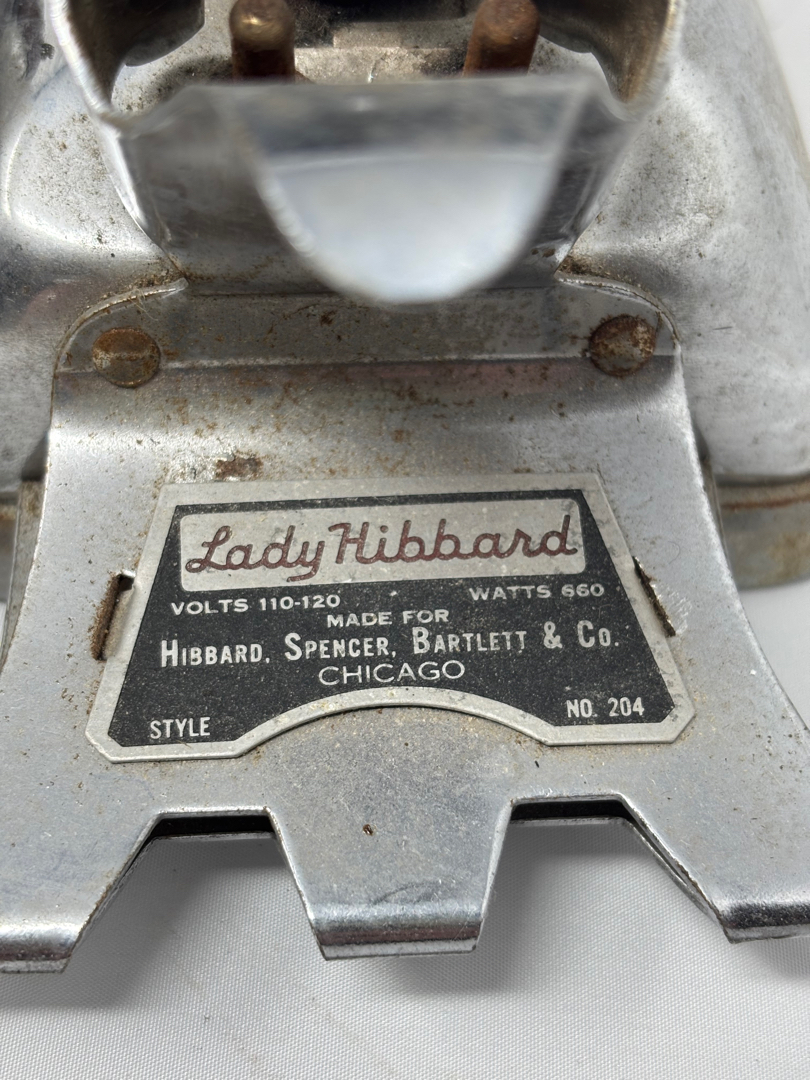 Lady Hibbard
VOLTS 110-120 WATTS 660
MADE FOR
HIBBARD, SPENCER, BARTLETT & CO.
CHICAGO
STYLE NO. 204